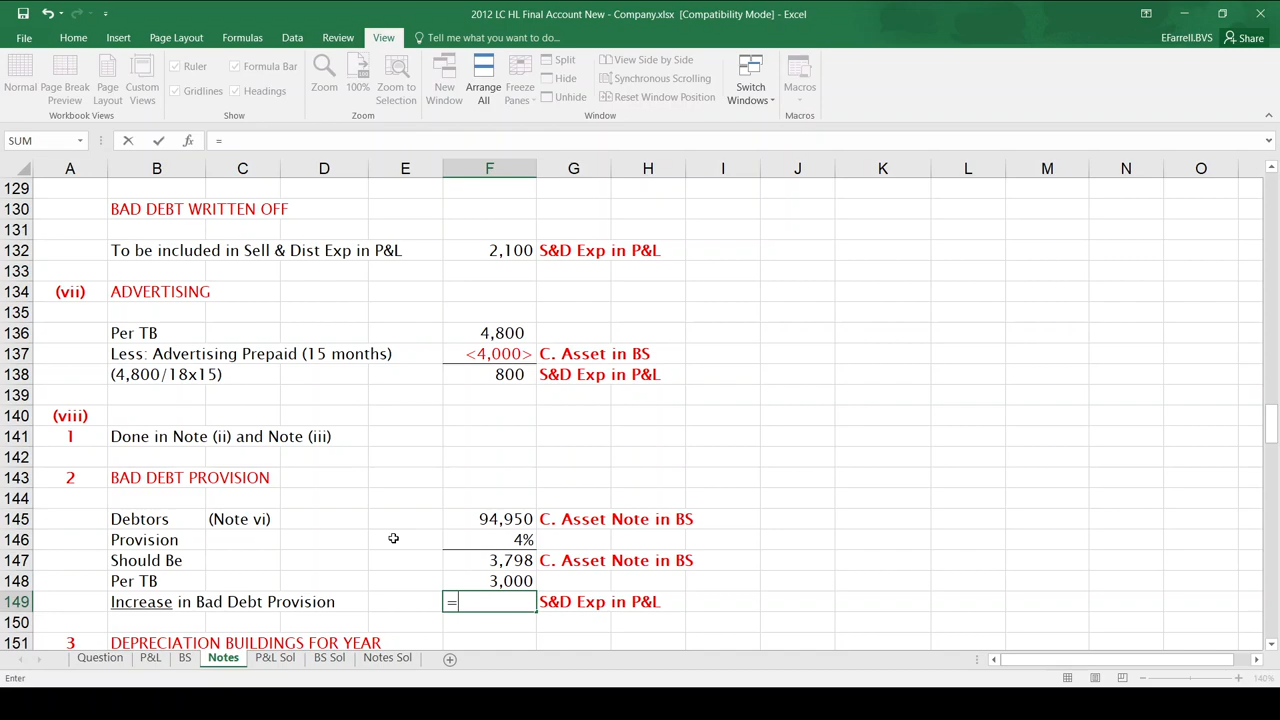 2012 LC HL Final Account New - Company.xlsx [Compatibility Mode] - Excel
File Home Insert Page Layout Formulas Data Review View Tell me what you want to do... EFarrell.BVS Share
Normal Page Break Preview Page Layout Custom Views
Ruler Formula Bar
Gridlines Headings
Zoom 100% Zoom to Selection
New Window Arrange All Freeze Panes
Split
Hide
Unhide
View Side by Side
Synchronous Scrolling
Reset Window Position
Switch Windows Macros
Workbook Views Show Zoom Window Macros
SUM fx =
A B C D E F G H I J K L M N O
129
130 BAD DEBT WRITTEN OFF
131
132 To be included in Sell & Dist Exp in P&L 2,100 S&D Exp in P&L
133
134 (vii) ADVERTISING
135
136 Per TB 4,800
137 Less: Advertising Prepaid (15 months) <4,000> C. Asset in BS
138 (4,800/18x15) 800 S&D Exp in P&L
139
140 (viii)
141 1 Done in Note (ii) and Note (iii)
142
143 2 BAD DEBT PROVISION
144
145 Debtors (Note vi) 94,950 C. Asset Note in BS
146 Provision 4%
147 Should Be 3,798 C. Asset Note in BS
148 Per TB 3,000
149 Increase in Bad Debt Provision = S&D Exp in P&L
150
151 3 DEPRECIATION BUILDINGS FOR YEAR
Question P&L BS Notes P&L Sol BS Sol Notes Sol
Enter 140%